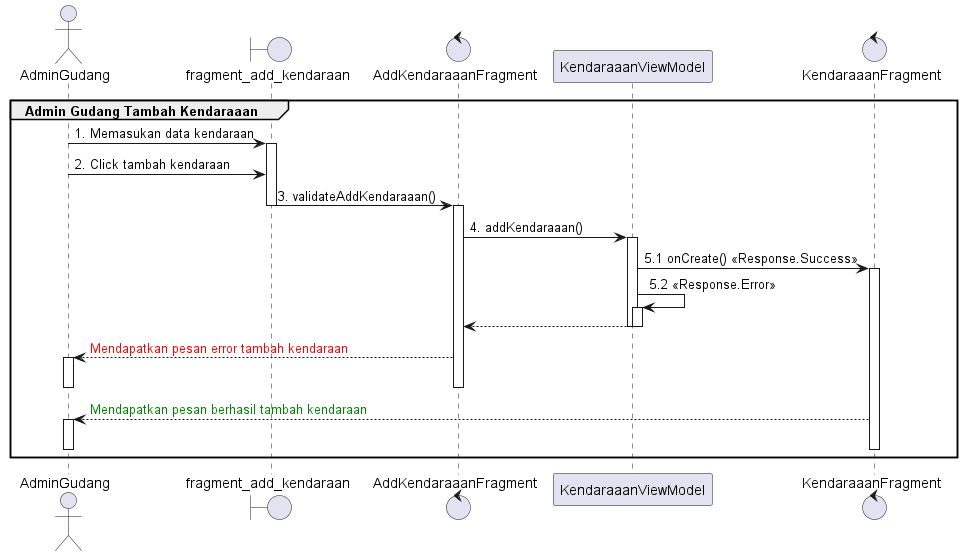 AdminGudang
fragment_add_kendaraan
AddKendaraaanFragment
KendaraaanViewModel
KendaraaanFragment
Admin Gudang Tambah Kendaraaan
1. Memasukan data kendaraan
2. Click tambah kendaraan
3. validateAddKendaraaan()
4. addKendaraaan()
5.1 onCreate() «Response.Success»
5.2 «Response.Error»
Mendapatkan pesan error tambah kendaraan
Mendapatkan pesan berhasil tambah kendaraan
AdminGudang
fragment_add_kendaraan
AddKendaraaanFragment
KendaraaanViewModel
KendaraaanFragment